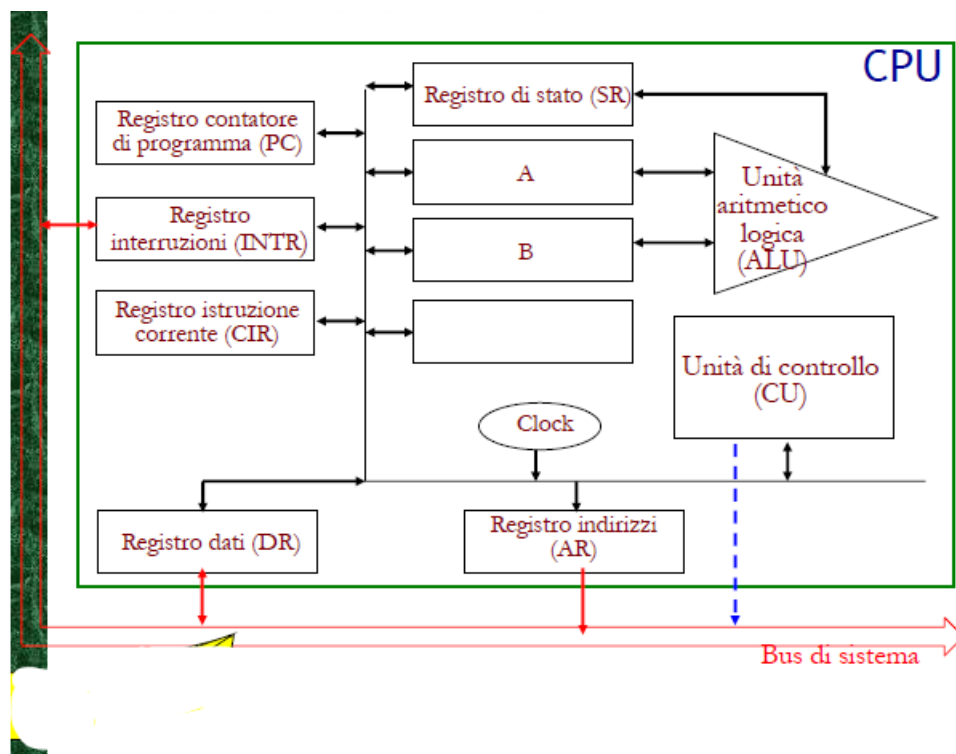 CPU
Registro di stato (SR)
Registro contatore
di programma (PC)
A
Unità
aritmetico
logica
(ALU)
Registro
interruzioni (INTR)
B
Registro istruzione
corrente (CIR)
Unità di controllo
(CU)
Clock
Registro dati (DR)
Registro indirizzi
(AR)
Bus di sistema